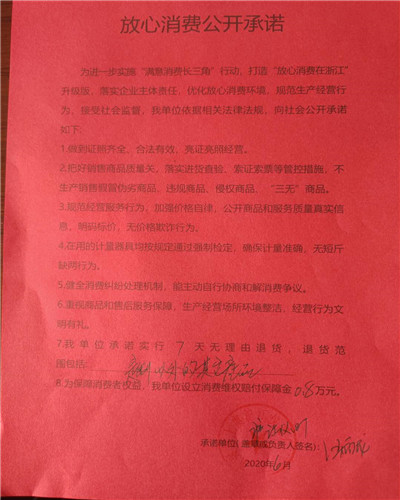 放心消费公开承诺
为进一步实施“满意消费长三角”行动，打造“放心消费在浙江”
升级版，落实企业主体责任，优化放心消费环境，规范生产经营行
为，接受社会监督，我单位依据相关法律法规，向社会公开承诺
如下：
1.做到证照齐全、合法有效，亮证亮照经营。
2.把好销售商品质量关，落实进货查验、索证索票等管控措施，不
生产销售假冒伪劣商品、违规商品、侵权商品、“三无”商品。
3.规范经营服务行为，加强价格自律，公开商品和服务质量真实信
息，明码标价，无价格欺诈行为。
4.在用的计量器具均按规定通过强制检定，确保计量准确，无短斤
缺两行为。
5.健全消费纠纷处理机制，能主动自行协商和解消费争议。
6.重视商品和售后服务保障，生产经营场所环境整洁，经营行为文
明有礼。
7.我单位承诺实行 7 天无理由退货，退货范
围包括：
8.为保障消费者权益，我单位设立消费维权赔付保障金 0.8 万元。
承诺单位(盖章或负责人签名)：
2020年6月